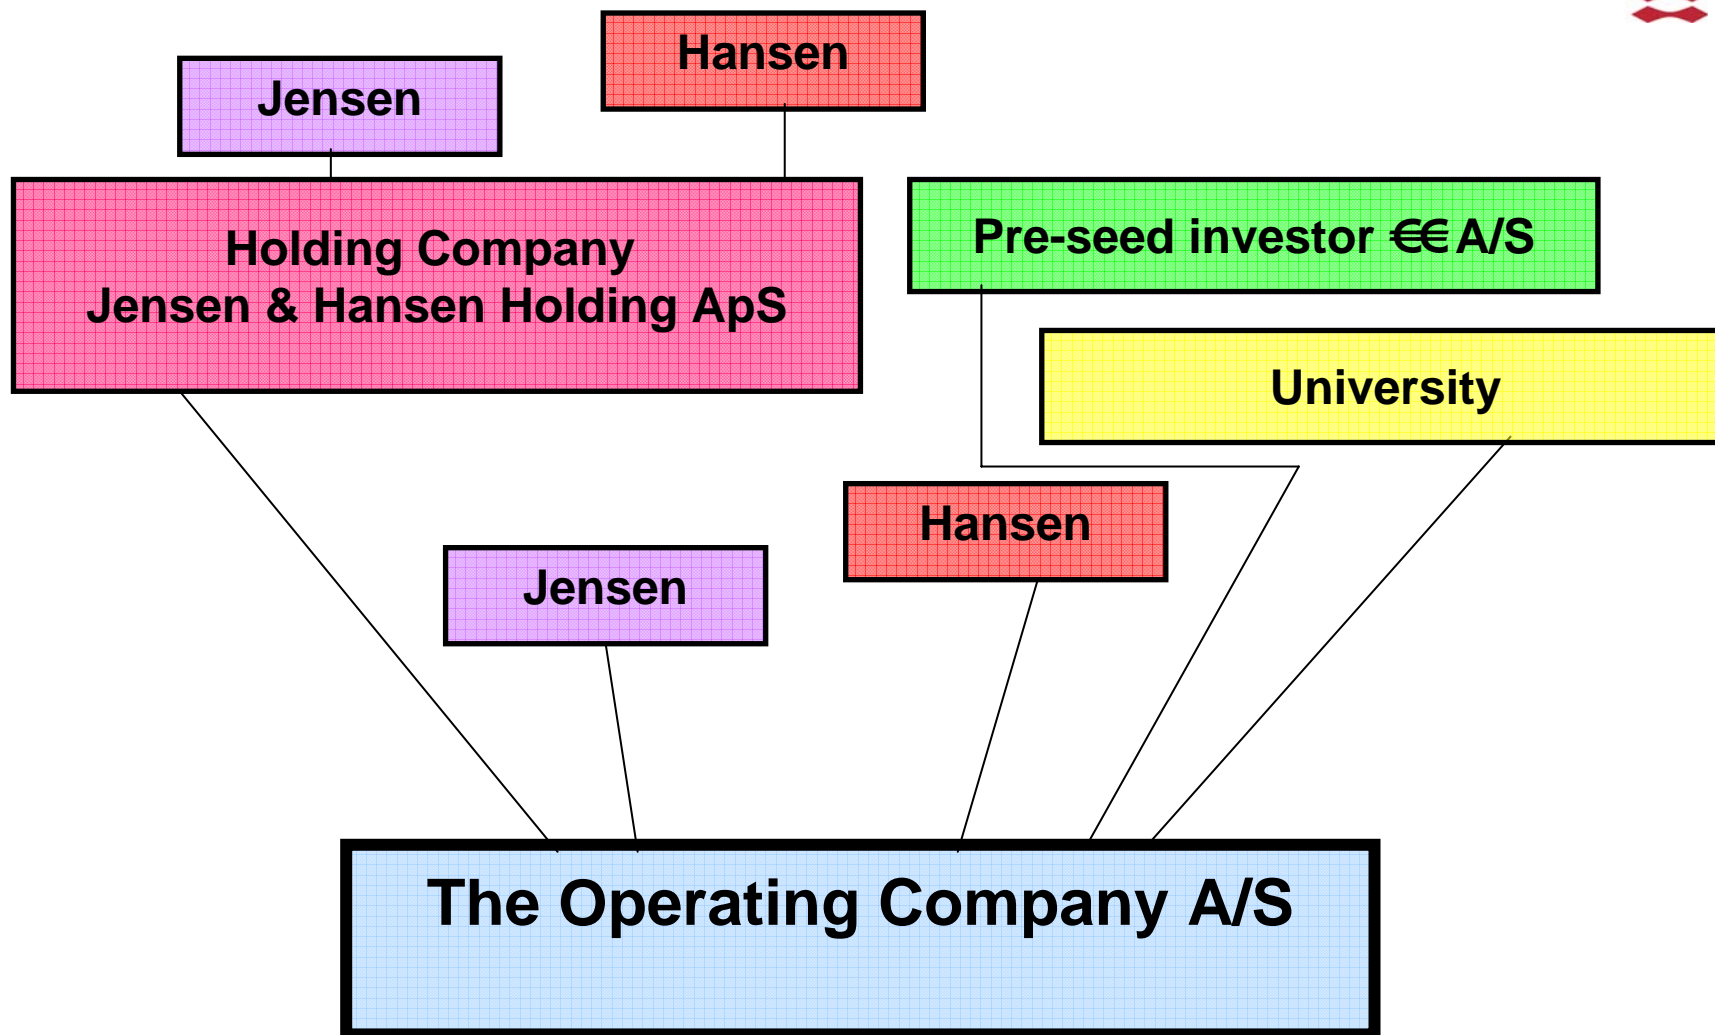 Hansen
Jensen
Holding Company
Jensen & Hansen Holding ApS
Pre-seed investor €€ A/S
University
Hansen
Jensen
The Operating Company A/S